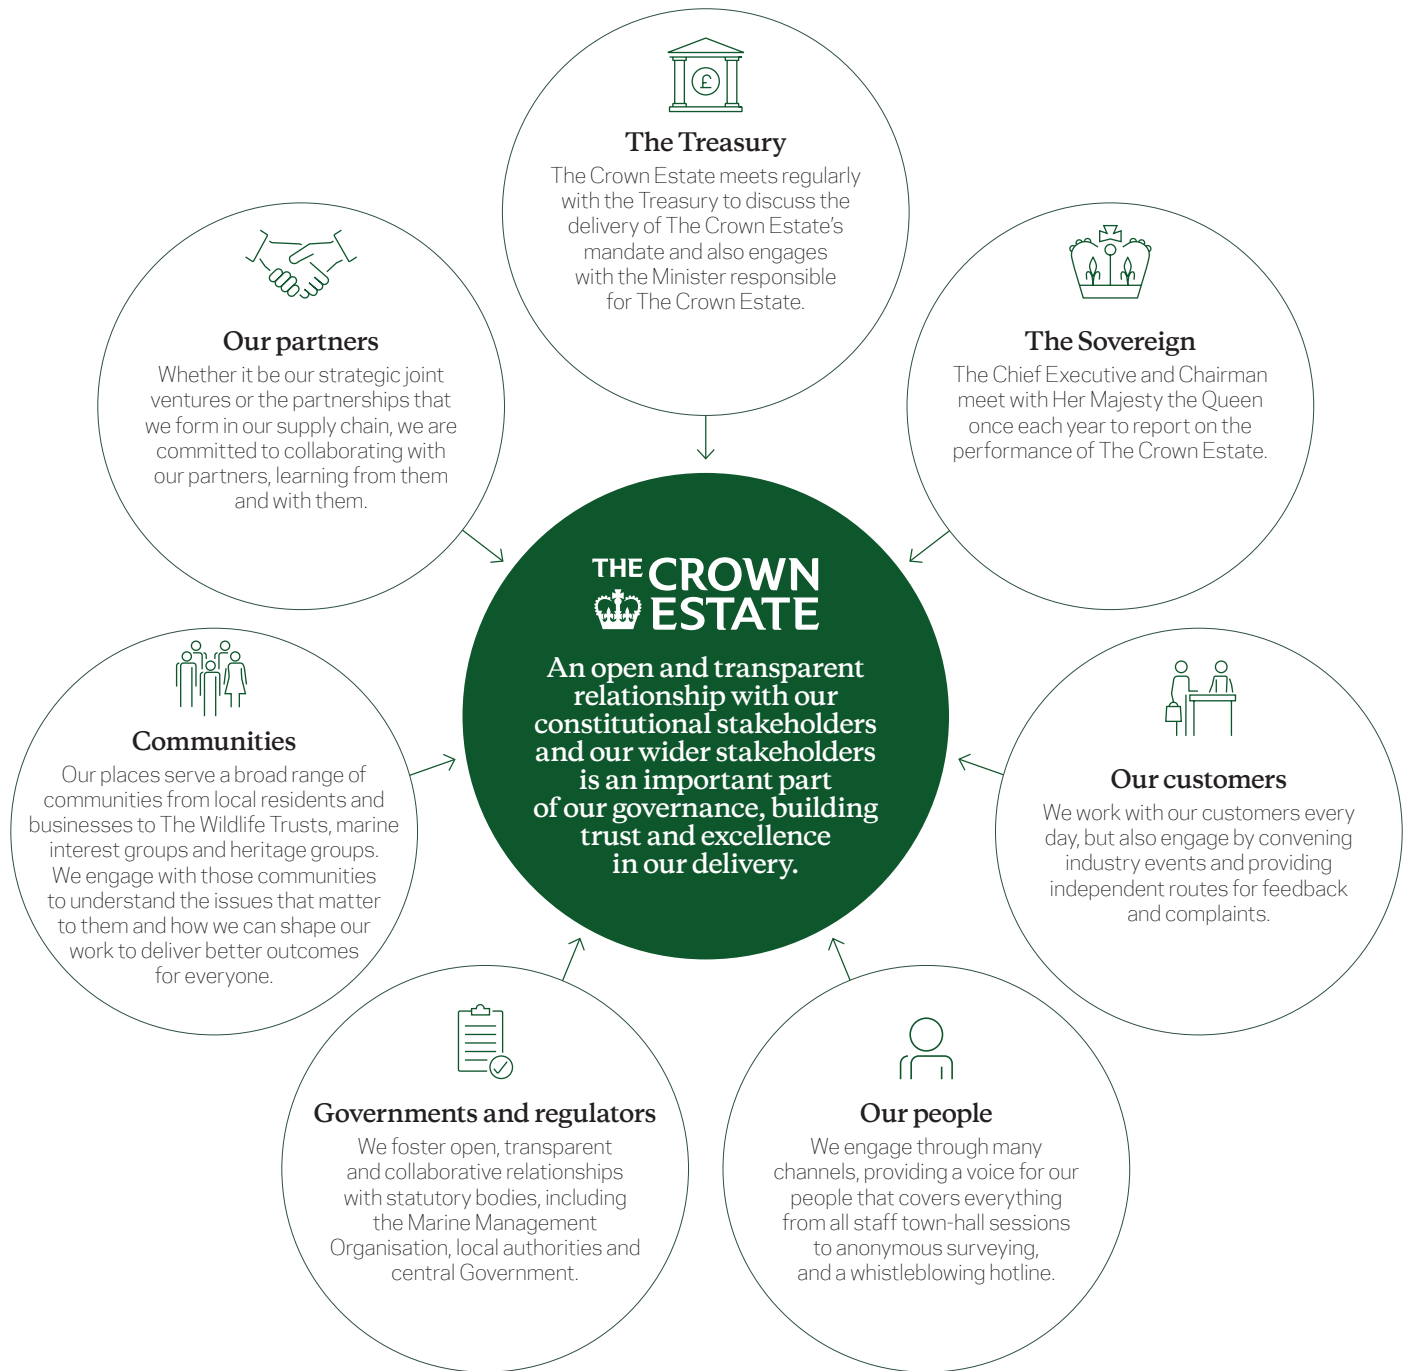 £
The Treasury
The Crown Estate meets regularly
with the Treasury to discuss the
delivery of The Crown Estate’s
mandate and also engages
with the Minister responsible
for The Crown Estate.
Our partners
Whether it be our strategic joint
ventures or the partnerships that
we form in our supply chain, we are
committed to collaborating with
our partners, learning from them
and with them.
The Sovereign
The Chief Executive and Chairman
meet with Her Majesty the Queen
once each year to report on the
performance of The Crown Estate.
THE CROWN
ESTATE
An open and transparent
relationship with our
constitutional stakeholders
and our wider stakeholders
is an important part
of our governance, building
trust and excellence
in our delivery.
Communities
Our places serve a broad range of
communities from local residents and
businesses to The Wildlife Trusts, marine
interest groups and heritage groups.
We engage with those communities
to understand the issues that matter
to them and how we can shape our
work to deliver better outcomes
for everyone.
Our customers
We work with our customers every
day, but also engage by convening
industry events and providing
independent routes for feedback
and complaints.
Governments and regulators
We foster open, transparent
and collaborative relationships
with statutory bodies, including
the Marine Management
Organisation, local authorities and
central Government.
Our people
We engage through many
channels, providing a voice for our
people that covers everything
from all staff town-hall sessions
to anonymous surveying,
and a whistleblowing hotline.